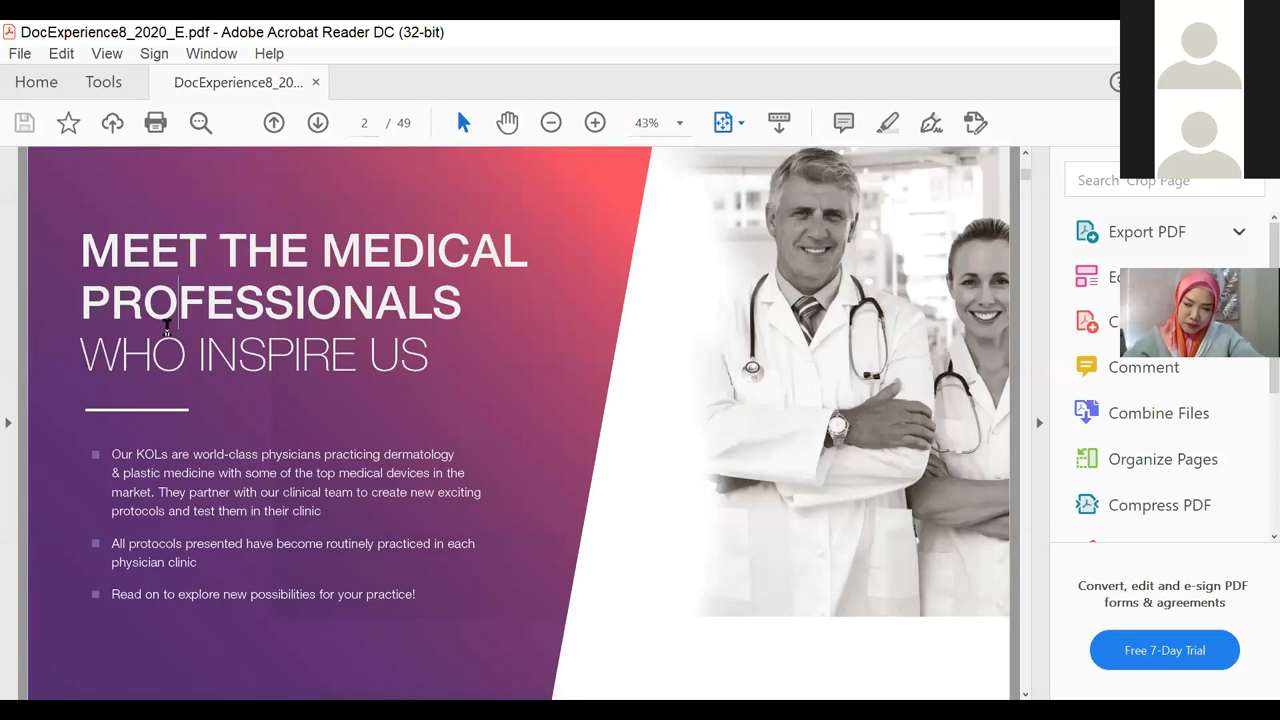 DocExperience8_2020_E.pdf - Adobe Acrobat Reader DC (32-bit)
File Edit View Sign Window Help
Home Tools DocExperience8_20... ×
2 / 49 43%
MEET THE MEDICAL
PROFESSIONALS
WHO INSPIRE US
Our KOLs are world-class physicians practicing dermatology
& plastic medicine with some of the top medical devices in the
market. They partner with our clinical team to create new exciting
protocols and test them in their clinic
All protocols presented have become routinely practiced in each
physician clinic
Read on to explore new possibilities for your practice!
Search 'Crop Page'
Export PDF
Comment
Combine Files
Organize Pages
Compress PDF
Convert, edit and e-sign PDF
forms & agreements
Free 7-Day Trial